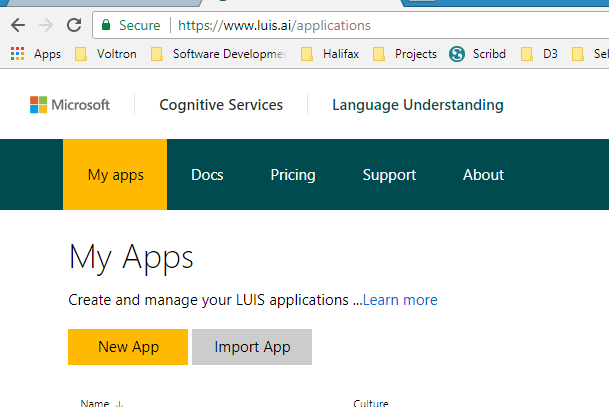 Secure https://www.luis.ai/applications
Apps Voltron Software Developmen Halifax Projects Scribd D3 Sel
Microsoft Cognitive Services Language Understanding
My apps Docs Pricing Support About
My Apps
Create and manage your LUIS applications ...Learn more
New App Import App
Name Culture